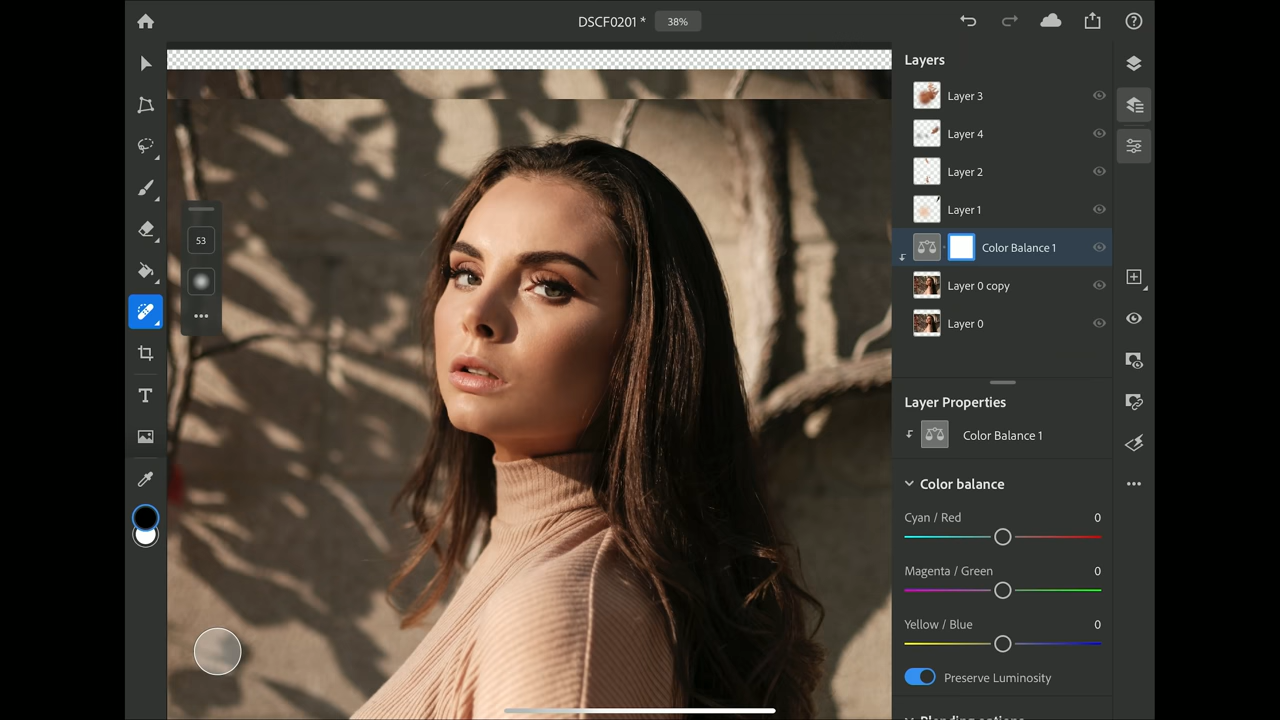 DSCF0201 *
38%
Layers
Layer 3
Layer 4
Layer 2
Layer 1
Color Balance 1
Layer 0 copy
Layer 0
53
Layer Properties
Color Balance 1
Color balance
Cyan / Red 0
Magenta / Green 0
Yellow / Blue 0
Preserve Luminosity
Blending options